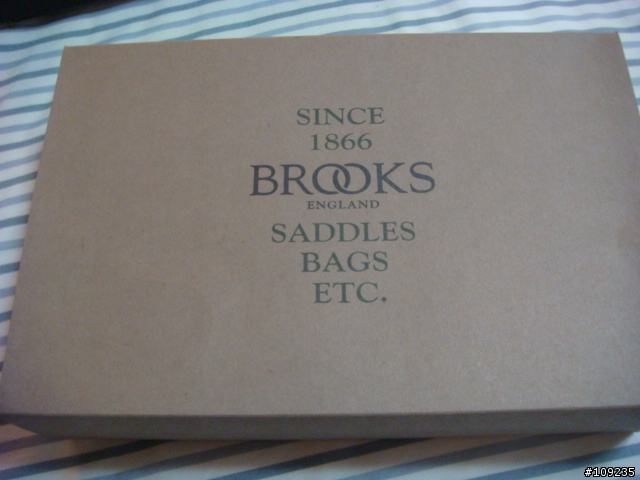 SINCE
1866
BROOKS
ENGLAND
SADDLES
BAGS
ETC.
#109235